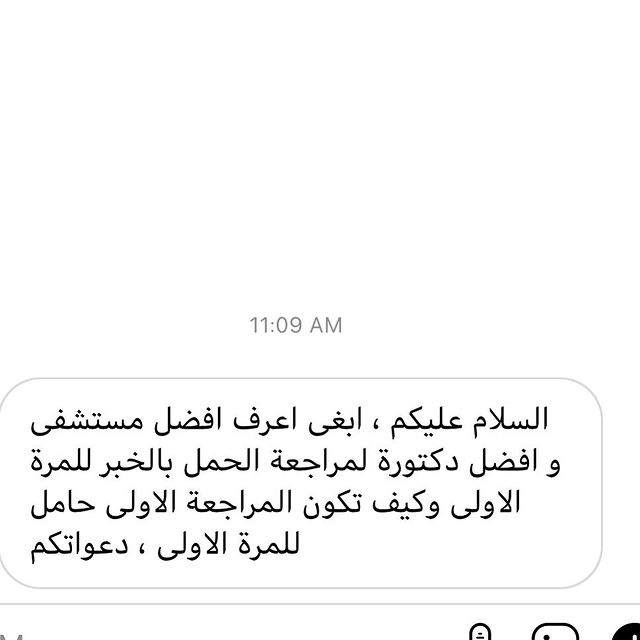 11:09 AM
السلام عليكم ، ابغى اعرف افضل مستشفى
و افضل دكتورة لمراجعة الحمل بالخبر للمرة
الاولى وكيف تكون المراجعة الاولى حامل
للمرة الاولى ، دعواتكم